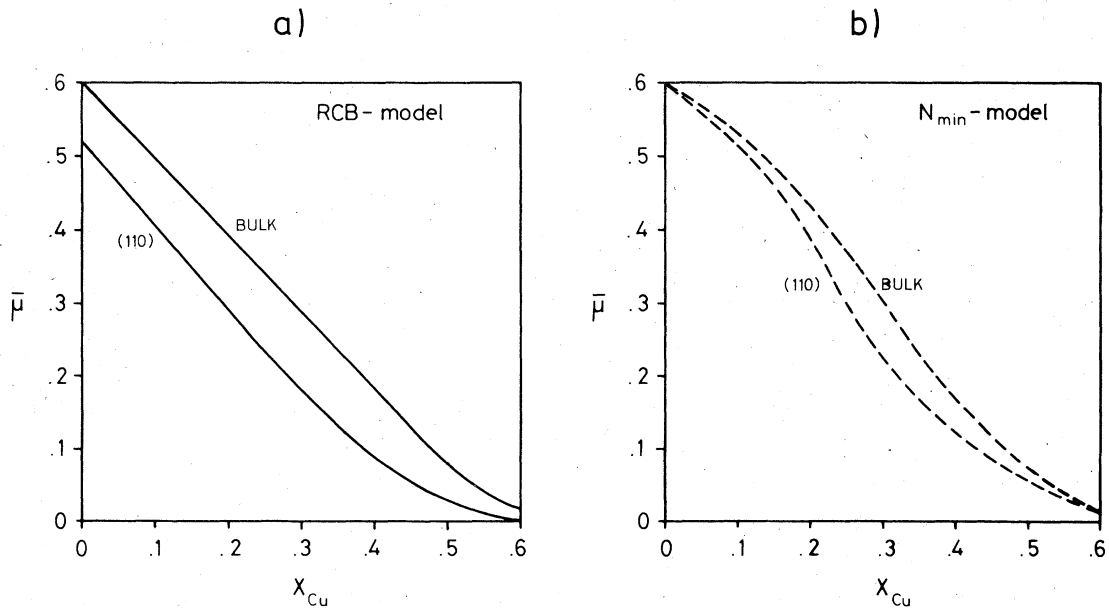 a)
.6
.5
.4
.3
.2
.1
0
μ̄
RCB - model
BULK
(110)
0 .1 .2 .3 .4 .5 .6
X_Cu
b)
.6
.5
.4
.3
.2
.1
0
μ̄
N_min - model
(110)
BULK
0 .1 .2 .3 .4 .5 .6
X_Cu